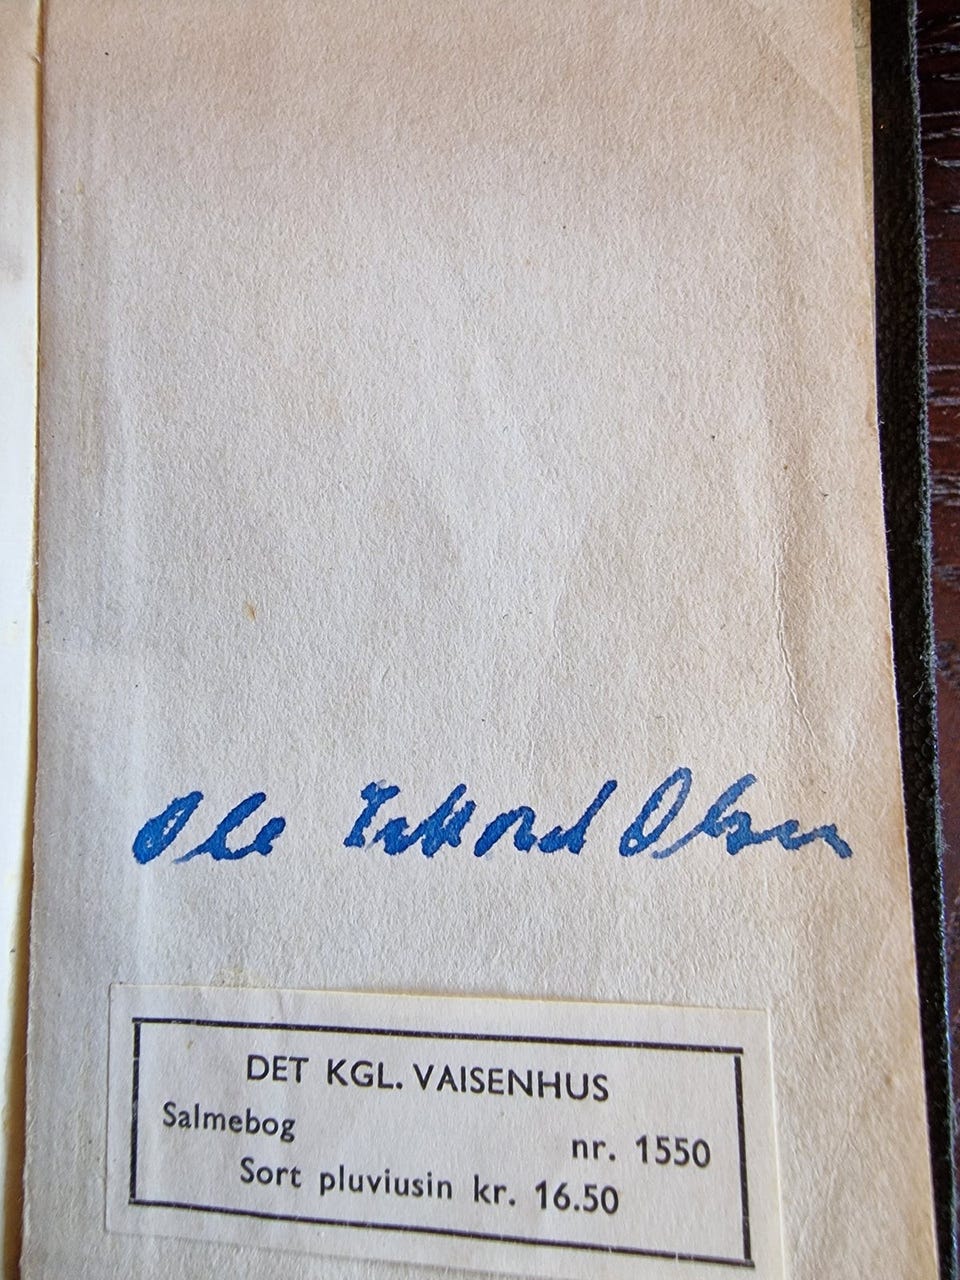 Ole Olsen
DET KGL. VAISENHUS
Salmebog
nr. 1550
Sort pluviusin kr. 16.50